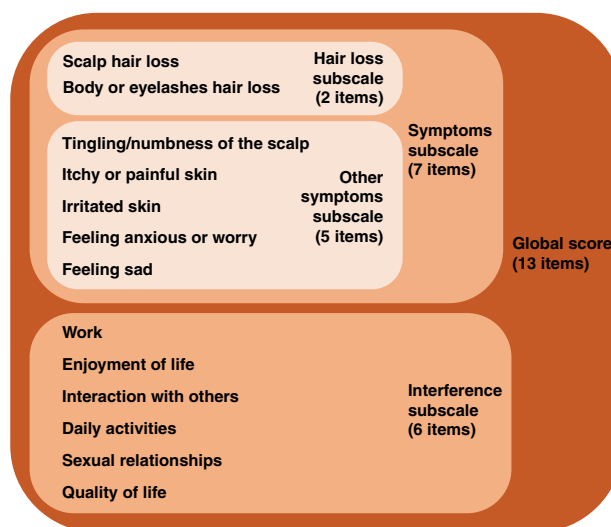 Scalp hair loss
Body or eyelashes hair loss
Hair loss
subscale
(2 items)
Tingling/numbness of the scalp
Itchy or painful skin
Irritated skin
Feeling anxious or worry
Feeling sad
Other
symptoms
subscale
(5 items)
Symptoms
subscale
(7 items)
Work
Enjoyment of life
Interaction with others
Daily activities
Sexual relationships
Quality of life
Interference
subscale
(6 items)
Global score
(13 items)